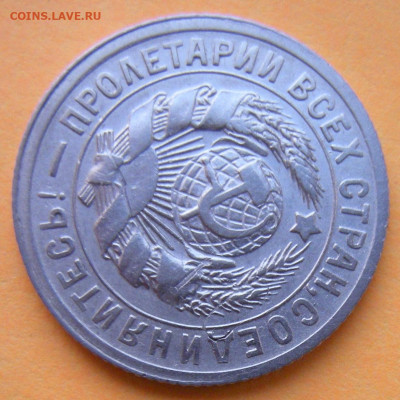 COINS.LAVE.RU
ПРОЛЕТАРИИ ВСЕХ СТРАН, СОЕДИНЯЙТЕСЬ! —